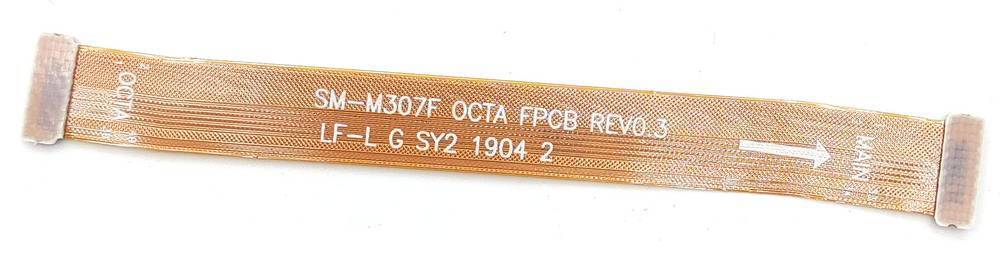 OCTA
SM-M307F OCTA FPCB REV0.3
LF-L G SY2 1904 2
MAIN